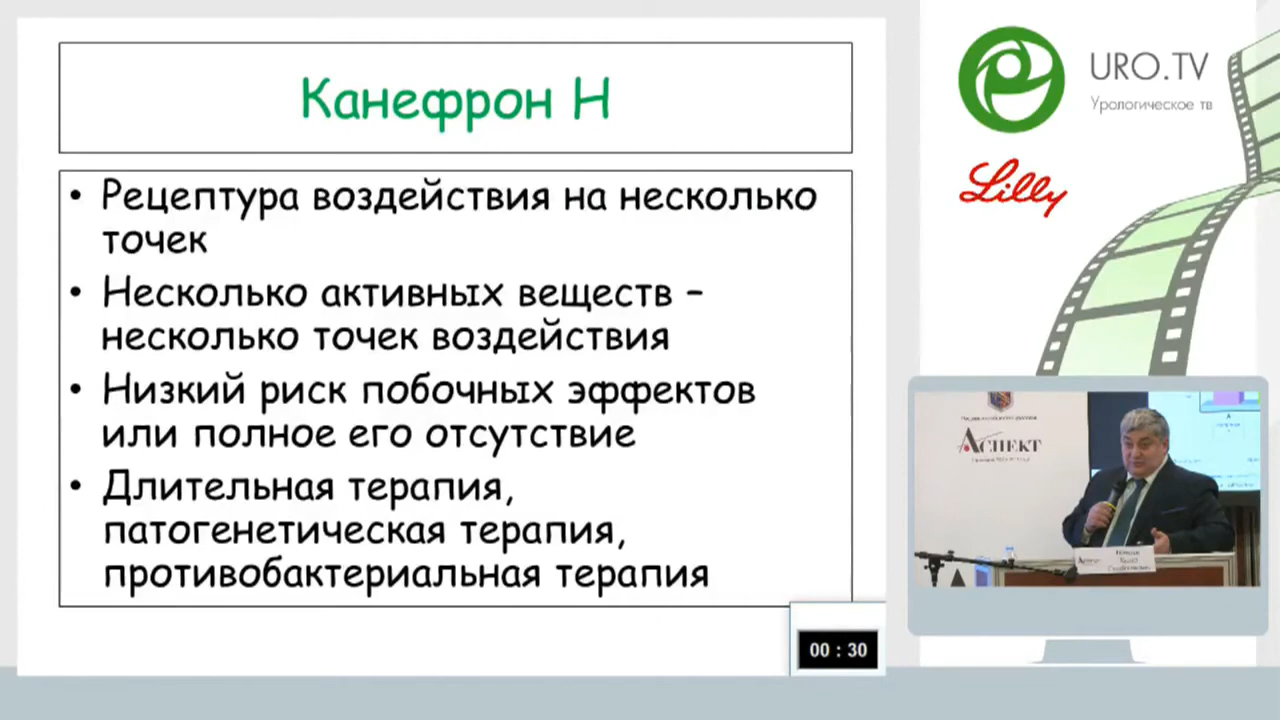 Канефрон Н
• Рецептура воздействия на несколько
точек
• Несколько активных веществ –
несколько точек воздействия
• Низкий риск побочных эффектов
или полное его отсутствие
• Длительная терапия,
патогенетическая терапия,
противобактериальная терапия
00 : 30
URO.TV
Урологическое тв
Lilly
АСПЕКТ